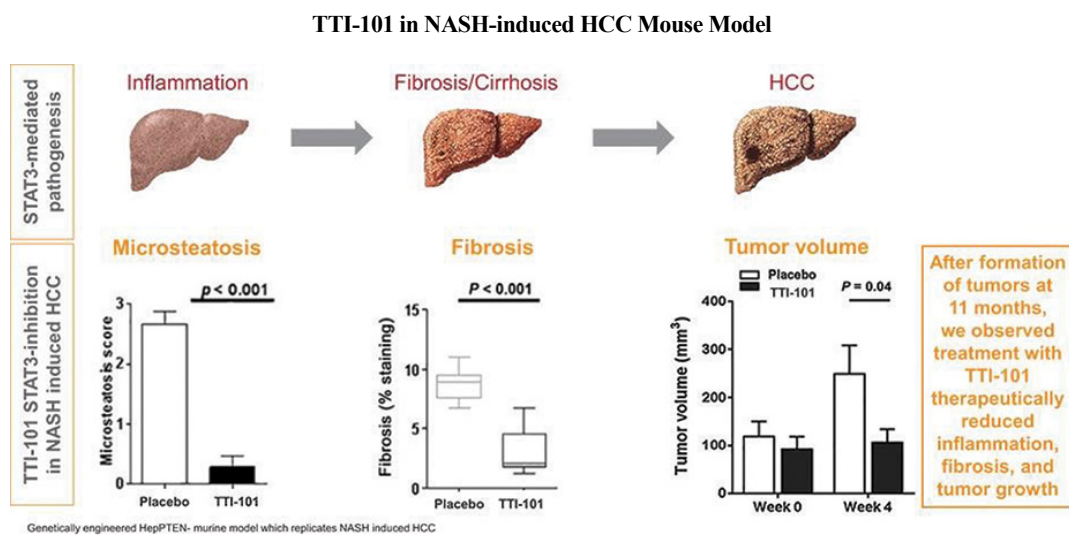 TTI-101 in NASH-induced HCC Mouse Model
STAT3-mediated
pathogenesis
Inflammation
Fibrosis/Cirrhosis
HCC
TTI-101 STAT3-inhibition
in NASH induced HCC
Microsteatosis
p < 0.001
Microsteatosis score
3
2
1
0
Placebo
TTI-101
Fibrosis
P < 0.001
Fibrosis (% staining)
15
10
5
0
Placebo
TTI-101
Tumor volume
Placebo
TTI-101
P = 0.04
Tumor volume (mm³)
400
300
200
100
0
Week 0
Week 4
After formation
of tumors at
11 months,
we observed
treatment with
TTI-101
therapeutically
reduced
inflammation,
fibrosis, and
tumor growth
Genetically engineered HepPTEN- murine model which replicates NASH induced HCC